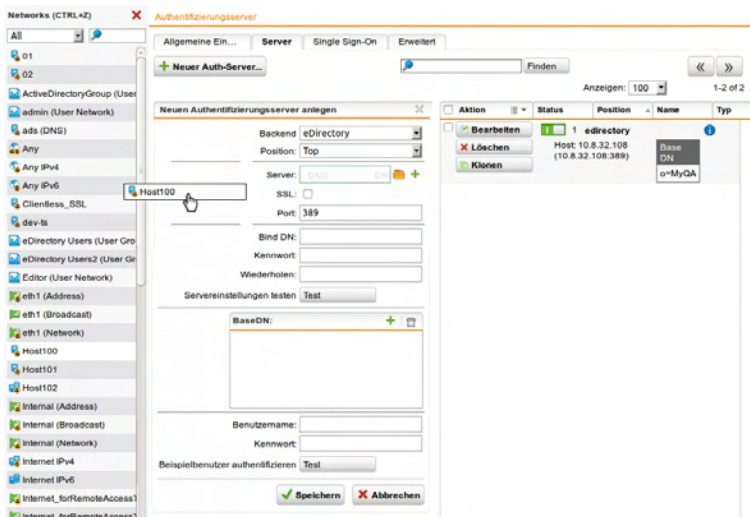 Networks (CTRL+Z)
All
01
02
ActiveDirectoryGroup (User
admin (User Network)
ads (DNS)
Any
Any IPv4
Any IPv6
Clientless_SSL
dev-ts
eDirectory Users (User Gro
eDirectory Users2 (User Gr
Editor (User Network)
eth1 (Address)
eth1 (Broadcast)
eth1 (Network)
Host100
Host101
Host102
Internal (Address)
Internal (Broadcast)
Internal (Network)
Internet IPv4
Internet IPv6
Internet_forRemoteAccessT
Internet_forRemoteAccessT
Host100
Authentifizierungsserver
Allgemeine Ein... Server Single Sign-On Erweitert
Neuer Auth-Server... Finden
Anzeigen: 100 1-2 of 2
Neuen Authentifizierungsserver anlegen
Backend eDirectory
Position: Top
Server: DND DN
SSL:
Port: 389
Bind DN:
Kennwort:
Wiederholen:
Servereinstellungen testen Test
BaseDN:
Benutzername:
Kennwort:
Beispielbenutzer authentifizieren Test
Speichern Abbrechen
Aktion Status Position Name Typ
Bearbeiten 1 edirectory
Löschen Host: 10.8.32.108
Klonen (10.8.32.108:389)
Base
DN
o=MyQA